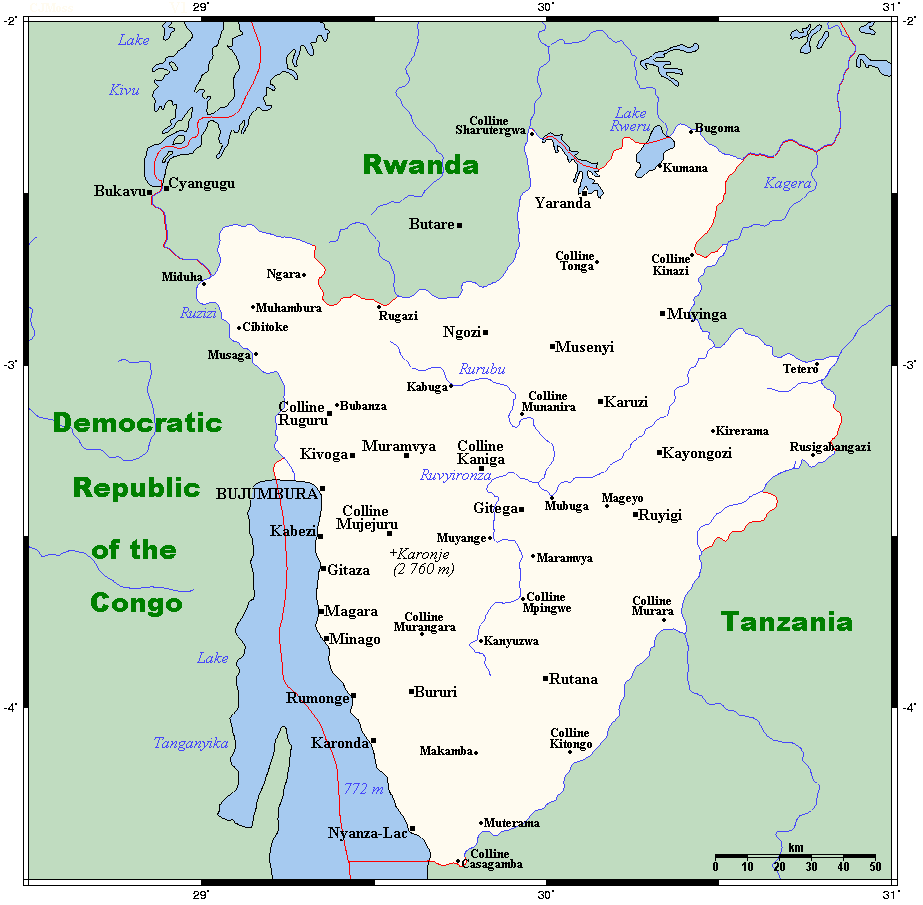 29°
30°
31°
-2°
-2°
Lake
Kivu
Colline
Sharutergwa
Lake
Rweru
Bugoma
Rwanda
Kumana
Bukavu
Cyangugu
Kagera
Yaranda
Butare
Colline
Tonga
Colline
Kinazi
Miduha
Ngara
Ruzizi
Muhambura
Rugazi
Muyinga
Cibitoke
Ngozi
Musaga
Musenyi
-3°
-3°
Rurubu
Tetero
Kabuga
Colline
Munanira
Karuzi
Colline
Ruguru
Bubanza
Democratic
Kirerama
Kivoga
Muramvya
Colline
Kaniga
Kayongozi
Rusigabangazi
Ruvyironza
Republic
BUJUMBURA
Mubuga
Mageyo
Gitega
Ruyigi
Colline
Mujejuru
Kabezi
Muyange
of the
Karonje
(2 760 m)
Maramvya
Gitaza
Congo
Colline
Mpingwe
Colline
Murara
Magara
Colline
Murangara
Tanzania
Minago
Kanyuzwa
Lake
Rutana
Rumonge
Bururi
-4°
-4°
Tanganyika
Karonda
Makamba
Colline
Kitongo
772 m
Muterama
Nyanza-Lac
Colline
Casagamba
km
0 10 20 30 40 50
29°
30°
31°